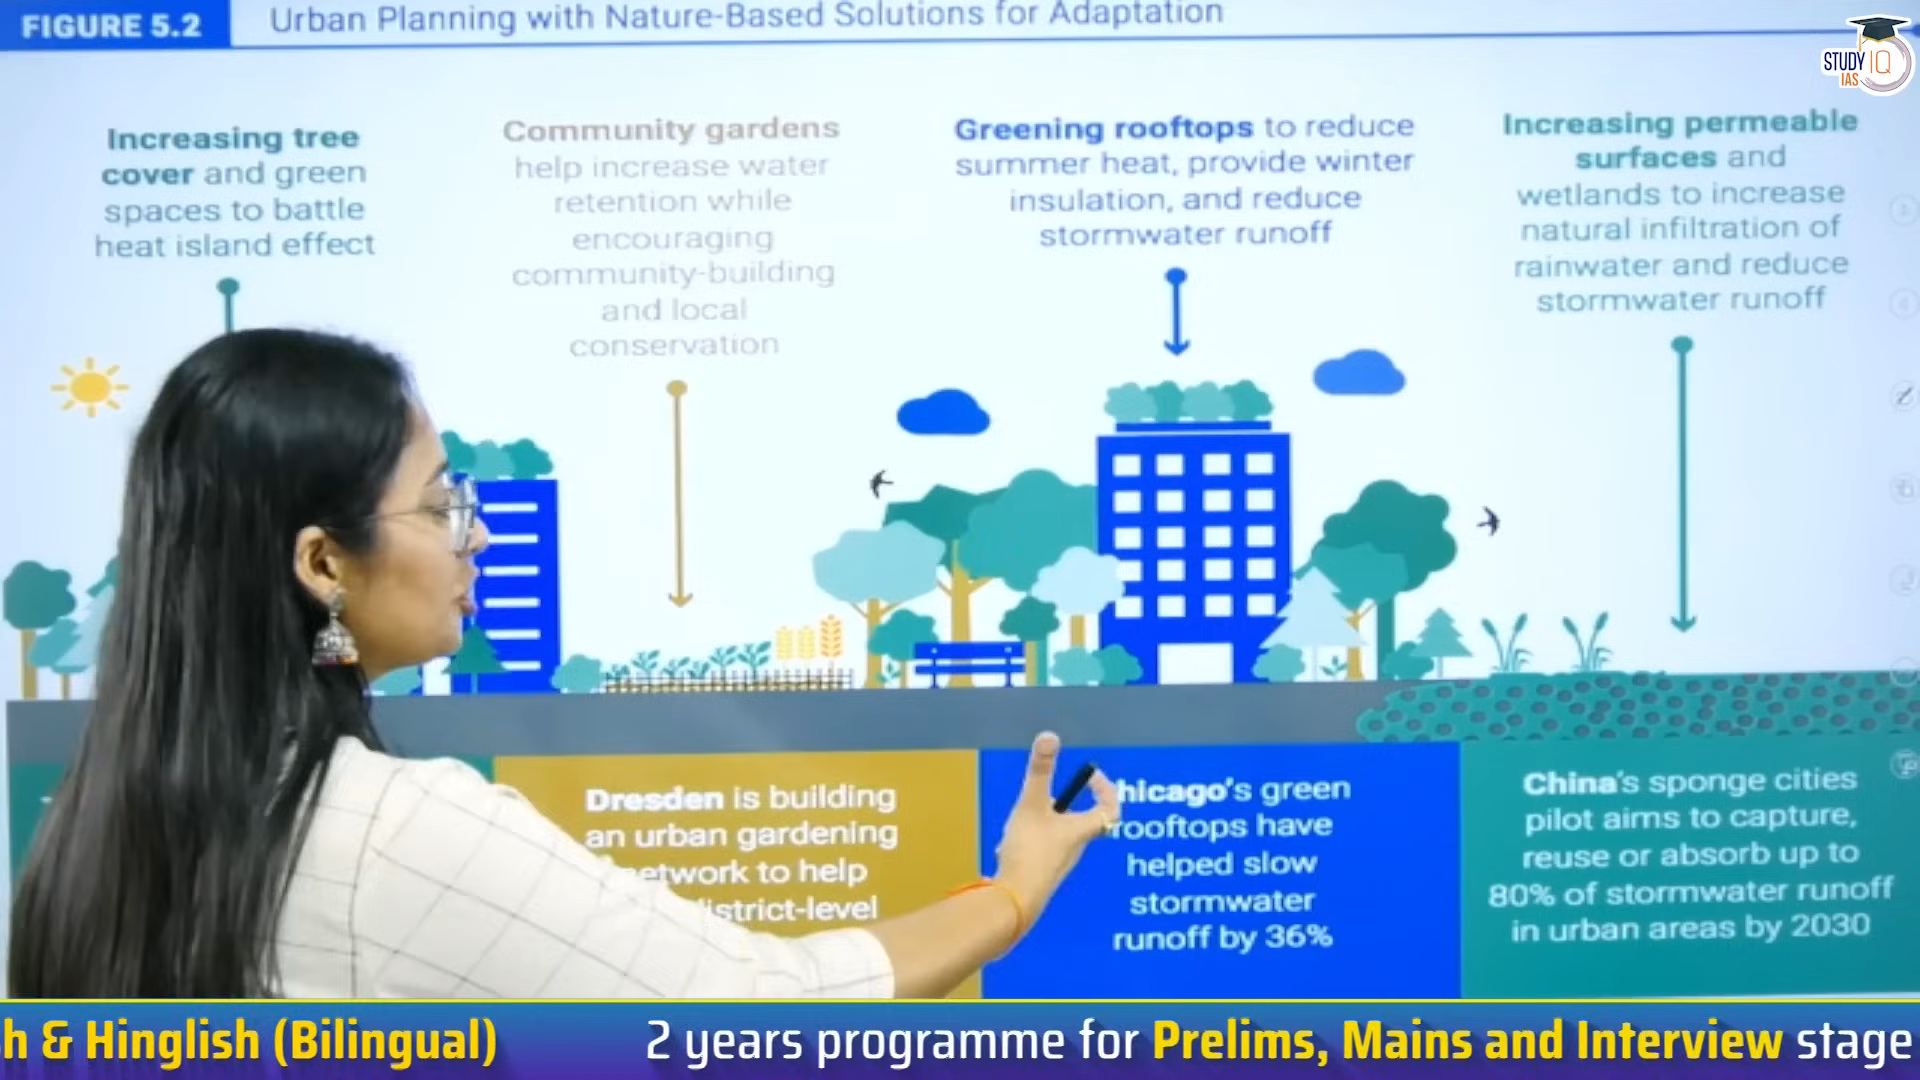 FIGURE 5.2
Urban Planning with Nature-Based Solutions for Adaptation
STUDY IQ
IAS
Increasing tree
cover and green
spaces to battle
heat island effect
Community gardens
help increase water
retention while
encouraging
community-building
and local
conservation
Greening rooftops to reduce
summer heat, provide winter
insulation, and reduce
stormwater runoff
Increasing permeable
surfaces and
wetlands to increase
natural infiltration of
rainwater and reduce
stormwater runoff
Dresden is building
an urban gardening
etwork to help
istrict-level
hicago's green
rooftops have
helped slow
stormwater
runoff by 36%
China's sponge cities
pilot aims to capture,
reuse or absorb up to
80% of stormwater runoff
in urban areas by 2030
h & Hinglish (Bilingual) 2 years programme for Prelims, Mains and Interview stage